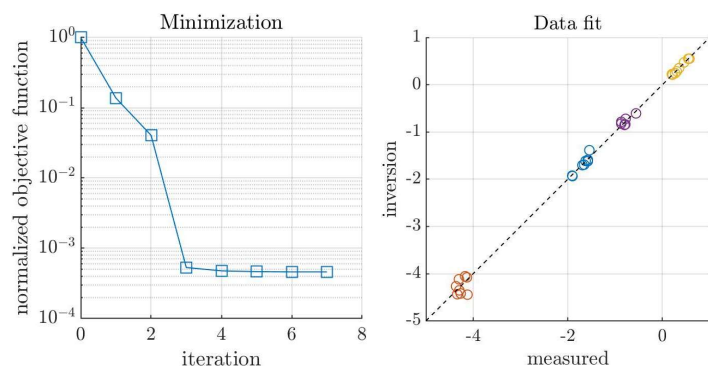 Minimization
normalized objective function
10^0
10^{-1}
10^{-2}
10^{-3}
10^{-4}
0 2 4 6 8
iteration
Data fit
inversion
1
0
-1
-2
-3
-4
-5
-4 -2 0
measured